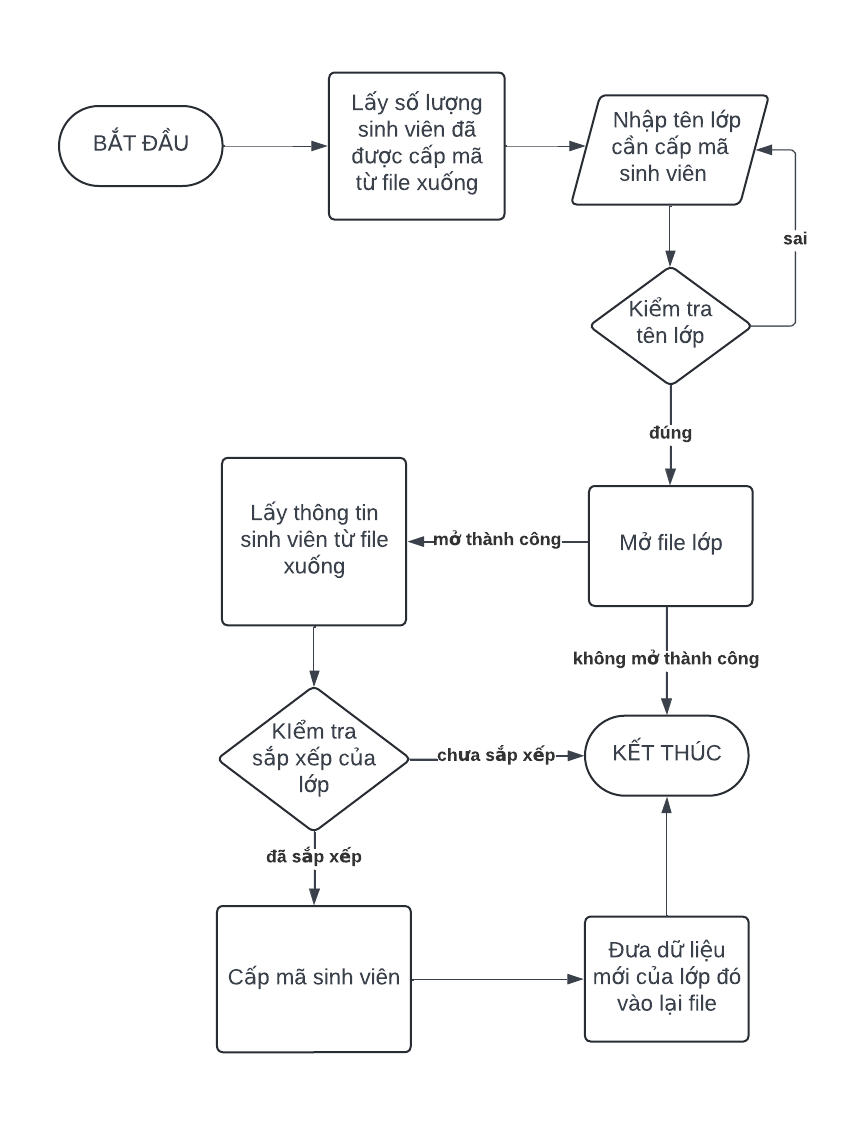 BẮT ĐẦU
Lấy số lượng
sinh viên đã
được cấp mã
từ file xuống
Nhập tên lớp
cần cấp mã
sinh viên
sai
Kiểm tra
tên lớp
đúng
Mở file lớp
mở thành công
Lấy thông tin
sinh viên từ file
xuống
không mở thành công
KIểm tra
sắp xếp của
lớp
chưa sắp xếp
KẾT THÚC
đã sắp xếp
Cấp mã sinh viên
Đưa dữ liệu
mới của lớp đó
vào lại file